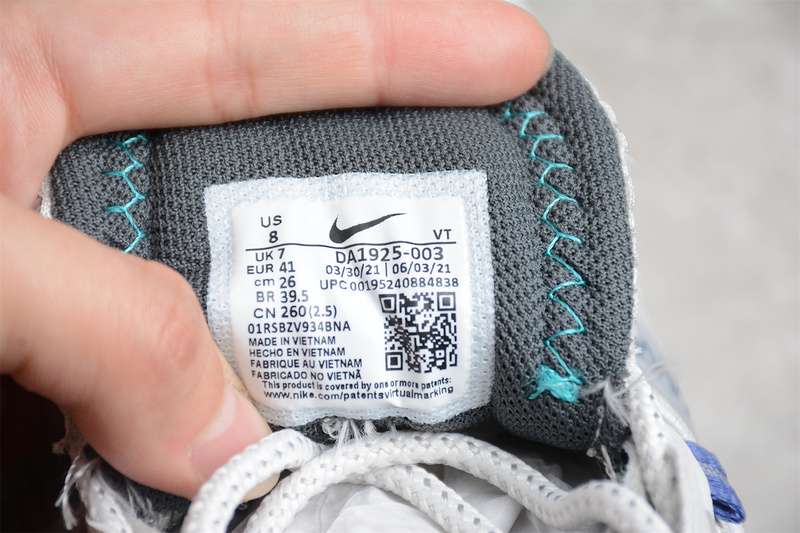 US
8 VT
UK 7 DA1925-003
EUR 41 03/30/21 | 06/03/21
cm 26 UPC 00195240884838
BR 39.5
CN 260 (2.5)
01RSBZV934BNA
MADE IN VIETNAM
HECHO EN VIETNAM
FABRIQUE AU VIETNAM
FABRICADO NO VIETNÃ
This product is covered by one or more patents:
www.nike.com/patentsvirtualmarking